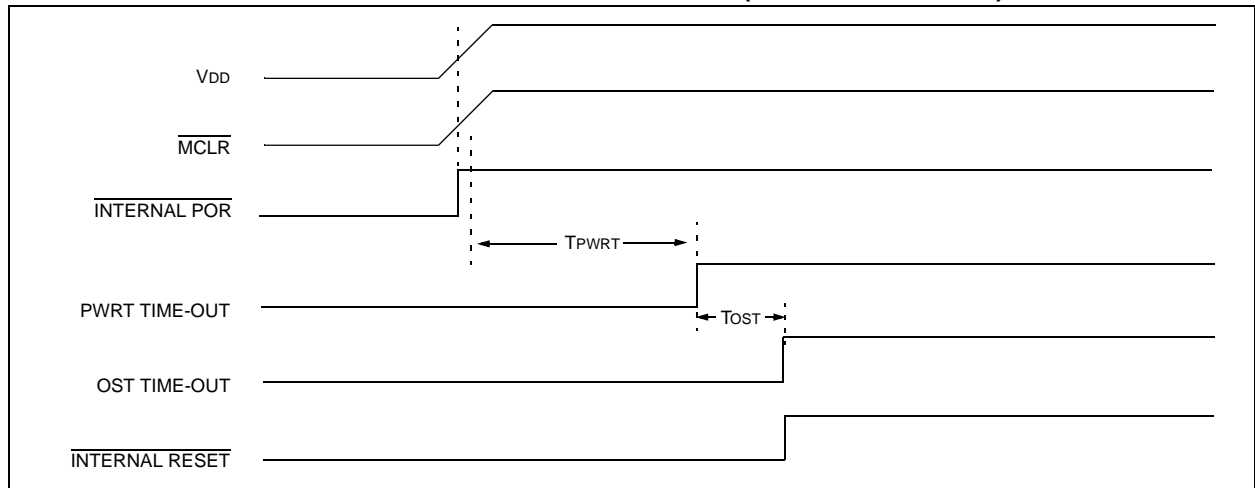 VDD
MCLR
INTERNAL POR
TPWRT
PWRT TIME-OUT
TOST
OST TIME-OUT
INTERNAL RESET